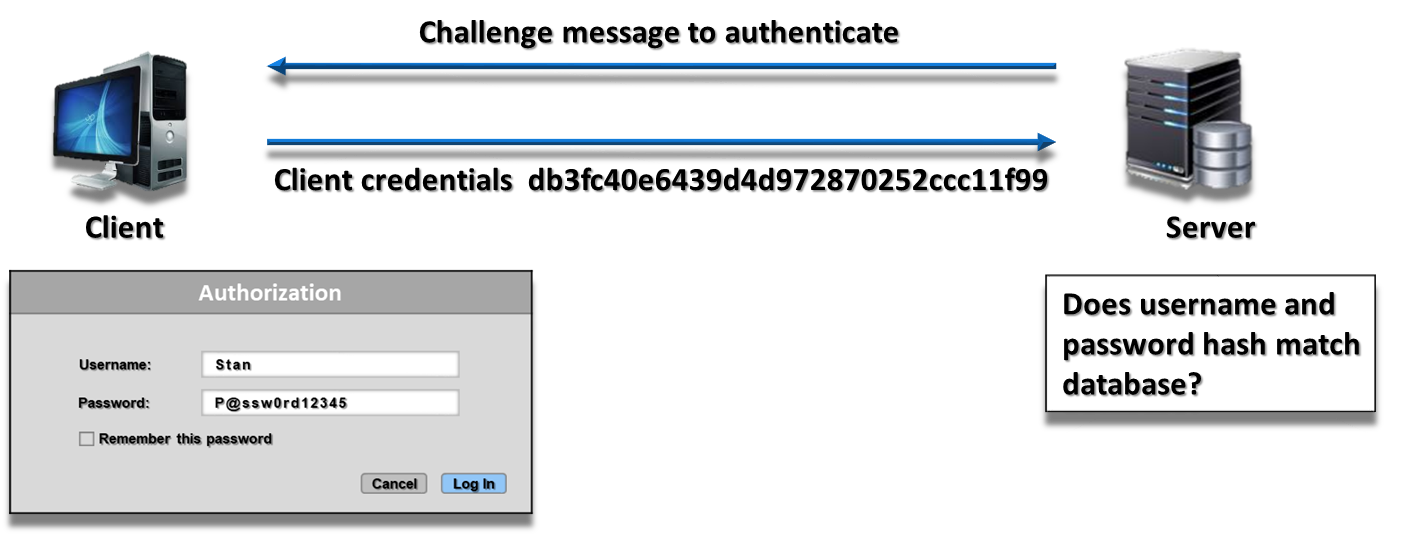 Challenge message to authenticate
Client credentials db3fc40e6439d4d972870252ccc11f99
Client
Server
Authorization
Username: Stan
Password: P@ssw0rd12345
Remember this password
Cancel Log In
Does username and
password hash match
database?